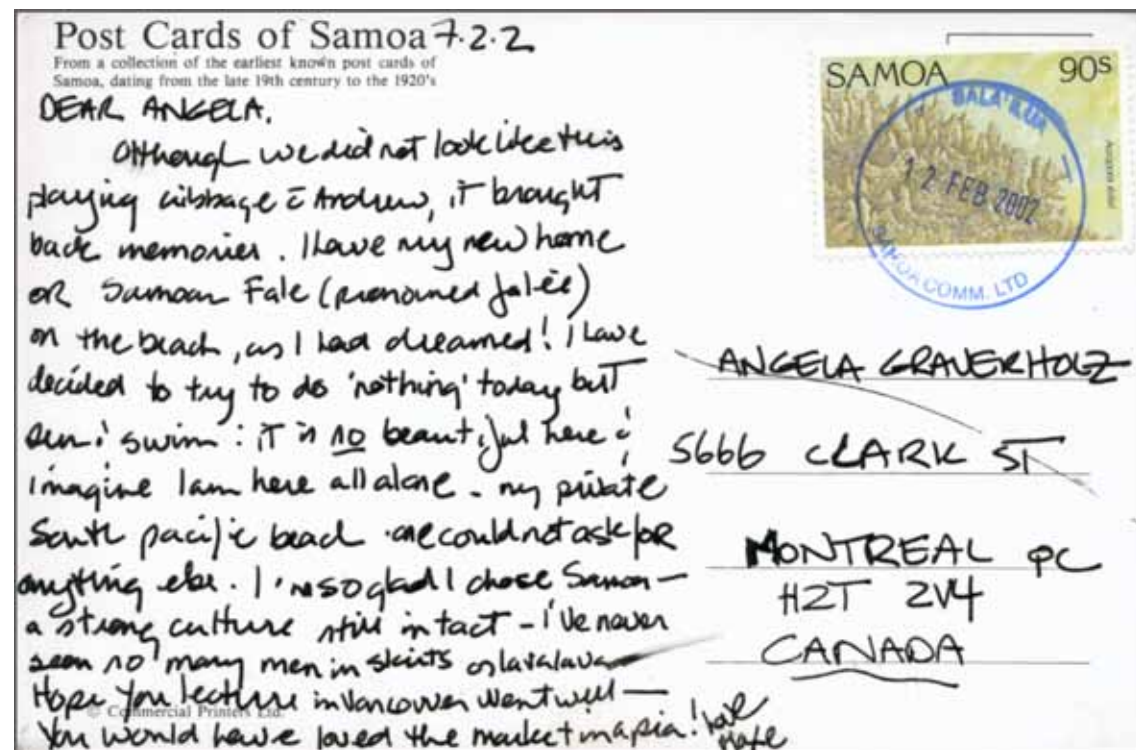 Post Cards of Samoa 7.2.2
From a collection of the earliest known post cards of
Samoa, dating from the late 19th century to the 1920's
DEAR ANGELA.
Although we did not look like this
playing cribbage c̄ Andrew, it brought
back memories. I love my new home
OR Samoan Fale (pronounced falëe)
on the beach, as I had dreamed! I have
decided to try to do 'nothing' today but
sun & swim: it is so beautiful here &
imagine I am here all alone - my private
South pacific beach one could not ask for
anything else. I'm so glad I chose Samoa -
a strong culture still intact - I've never
seen so many men in skirts or lavalava
Hope your lecture in Vancouver went well -
© Commercial Printers Ltd.
You would have loved the market in apia! love
SAMOA 90s
12 FEB 2002
SAMOA COMM. LTD
ANGELA GRAUERHOLZ
5666 CLARK ST
MONTREAL PC
H2T 2V4
CANADA